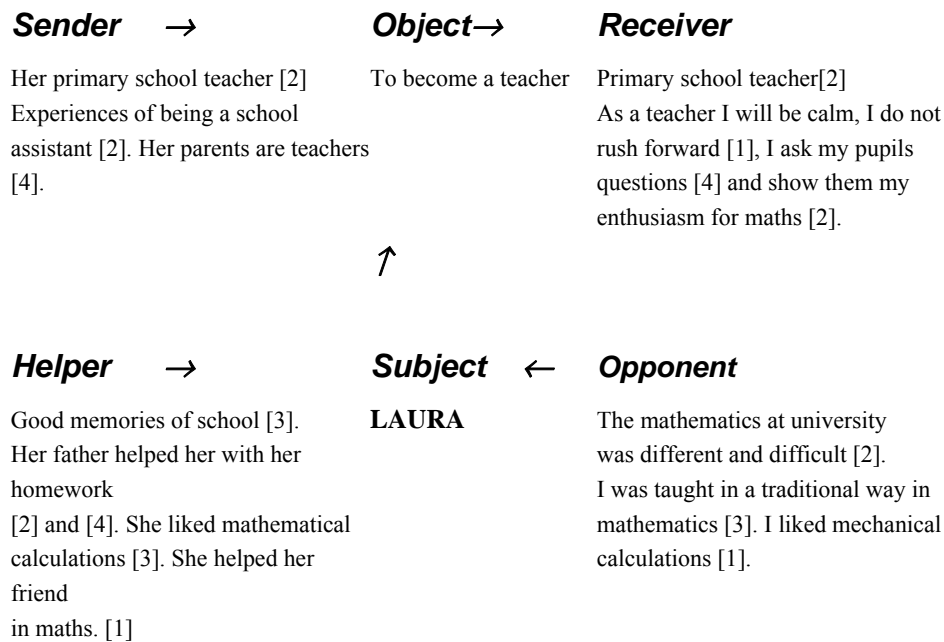 Sender → Object→ Receiver
Her primary school teacher [2]
Experiences of being a school
assistant [2]. Her parents are teachers
[4].
To become a teacher
Primary school teacher[2]
As a teacher I will be calm, I do not
rush forward [1], I ask my pupils
questions [4] and show them my
enthusiasm for maths [2].
↑
Helper → Subject ← Opponent
Good memories of school [3].
Her father helped her with her
homework
[2] and [4]. She liked mathematical
calculations [3]. She helped her
friend
in maths. [1]
LAURA
The mathematics at university
was different and difficult [2].
I was taught in a traditional way in
mathematics [3]. I liked mechanical
calculations [1].